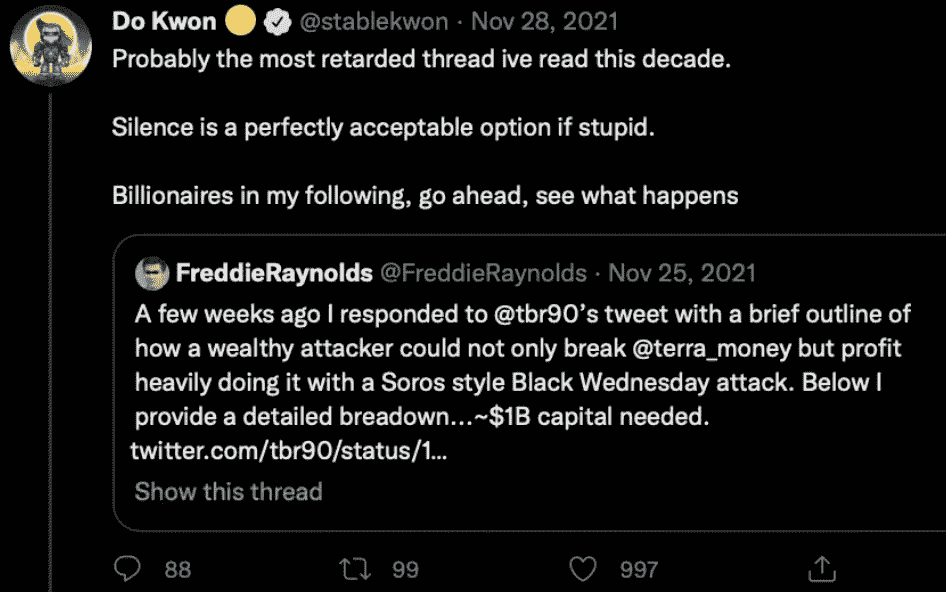 Do Kwon @stablekwon · Nov 28, 2021
Probably the most retarded thread ive read this decade.
Silence is a perfectly acceptable option if stupid.
Billionaires in my following, go ahead, see what happens
FreddieRaynolds @FreddieRaynolds · Nov 25, 2021
A few weeks ago I responded to @tbr90's tweet with a brief outline of
how a wealthy attacker could not only break @terra_money but profit
heavily doing it with a Soros style Black Wednesday attack. Below I
provide a detailed breadown...~$1B capital needed.
twitter.com/tbr90/status/1...
Show this thread
88 99 997